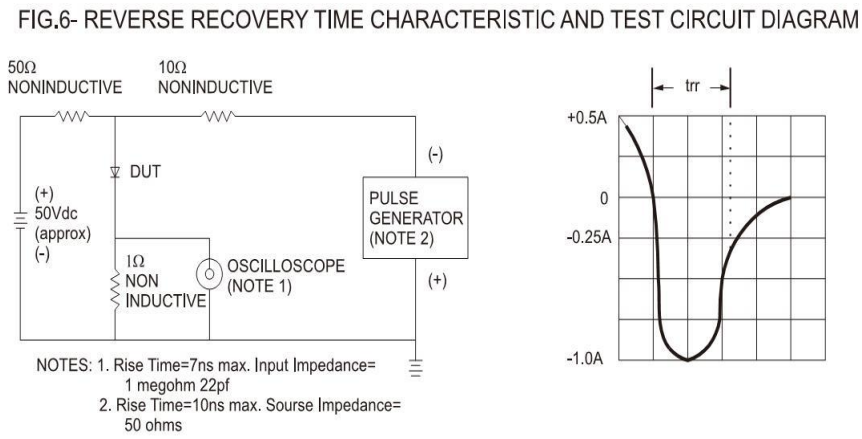 FIG.6- REVERSE RECOVERY TIME CHARACTERISTIC AND TEST CIRCUIT DIAGRAM
50Ω
NONINDUCTIVE
10Ω
NONINDUCTIVE
DUT
(+)
50Vdc
(approx)
(-)
1Ω
NON
INDUCTIVE
OSCILLOSCOPE
(NOTE 1)
(-)
PULSE
GENERATOR
(NOTE 2)
(+)
NOTES: 1. Rise Time=7ns max. Input Impedance=
1 megohm 22pf
2. Rise Time=10ns max. Sourse Impedance=
50 ohms
trr
+0.5A
0
-0.25A
-1.0A